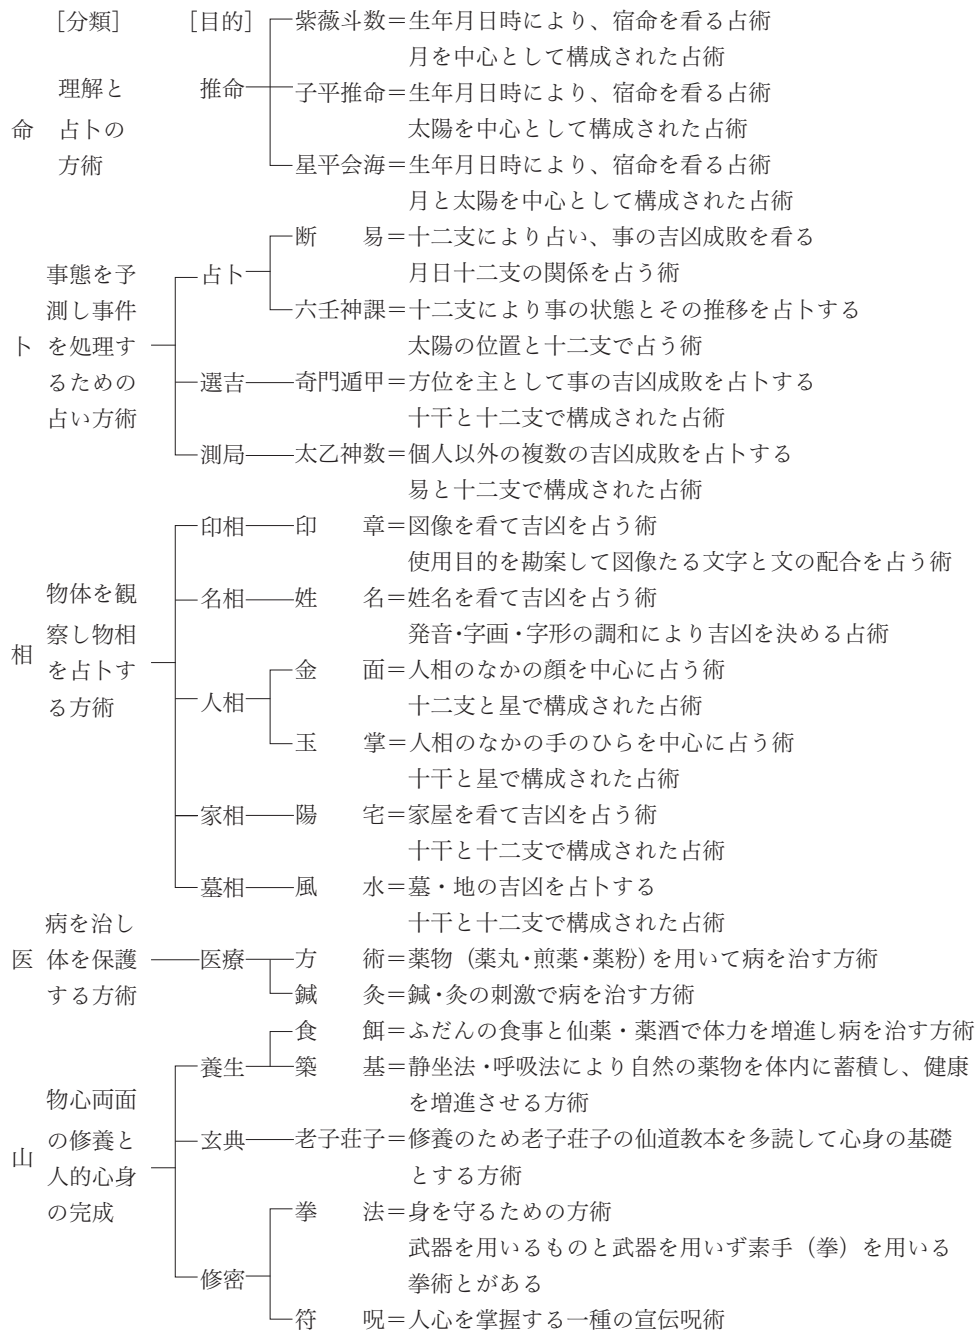 [分類] [目的] 紫薇斗数＝生年月日時により、宿命を看る占術
月を中心として構成された占術
理解と 推命 子平推命＝生年月日時により、宿命を看る占術
命 占卜の 太陽を中心として構成された占術
方術 星平会海＝生年月日時により、宿命を看る占術
月と太陽を中心として構成された占術
断 易＝十二支により占い、事の吉凶成敗を看る
事態を予 占卜 月日十二支の関係を占う術
測し事件 六壬神課＝十二支により事の状態とその推移を占卜する
卜 を処理す 太陽の位置と十二支で占う術
るための 選吉 奇門遁甲＝方位を主として事の吉凶成敗を占卜する
占い方術 十干と十二支で構成された占術
測局 太乙神数＝個人以外の複数の吉凶成敗を占卜する
易と十二支で構成された占術
印相 印 章＝図像を看て吉凶を占う術
使用目的を勘案して図像たる文字と文の配合を占う術
物体を観 名相 姓 名＝姓名を看て吉凶を占う術
察し物相 発音・字画・字形の調和により吉凶を決める占術
相 を占卜す 金 面＝人相のなかの顔を中心に占う術
る方術 人相 十二支と星で構成された占術
玉 掌＝人相のなかの手のひらを中心に占う術
十干と星で構成された占術
家相 陽 宅＝家屋を看て吉凶を占う術
十干と十二支で構成された占術
墓相 風 水＝墓・地の吉凶を占卜する
病を治し 十干と十二支で構成された占術
医 体を保護 医療 方 術＝薬物（薬丸・煎薬・薬粉）を用いて病を治す方術
する方術 鍼 灸＝鍼・灸の刺激で病を治す方術
食 餌＝ふだんの食事と仙薬・薬酒で体力を増進し病を治す方術
養生 築 基＝静坐法・呼吸法により自然の薬物を体内に蓄積し、健康
物心両面 を増進させる方術
の修養と 玄典 老子荘子＝修養のため老子荘子の仙道教本を多読して心身の基礎
山 人的心身 とする方術
の完成 拳 法＝身を守るための方術
武器を用いるものと武器を用いず素手（拳）を用いる
修密 拳術とがある
符 呪＝人心を掌握する一種の宣伝呪術